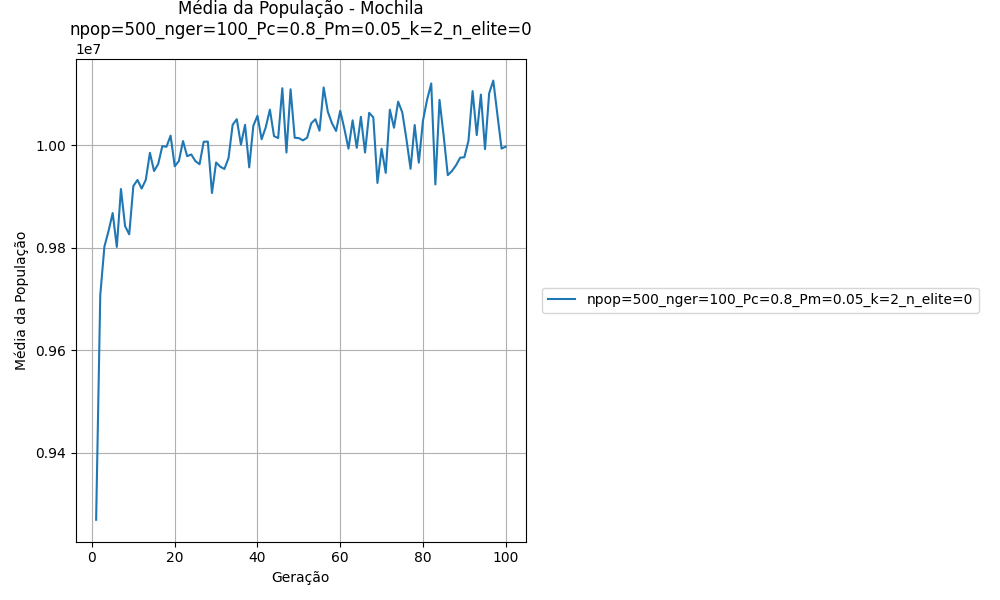 Média da População - Mochila
npop=500_nger=100_Pc=0.8_Pm=0.05_k=2_n_elite=0
1e7
1.00
0.98
0.96
0.94
Média da População
0
20
40
60
80
100
Geração
npop=500_nger=100_Pc=0.8_Pm=0.05_k=2_n_elite=0